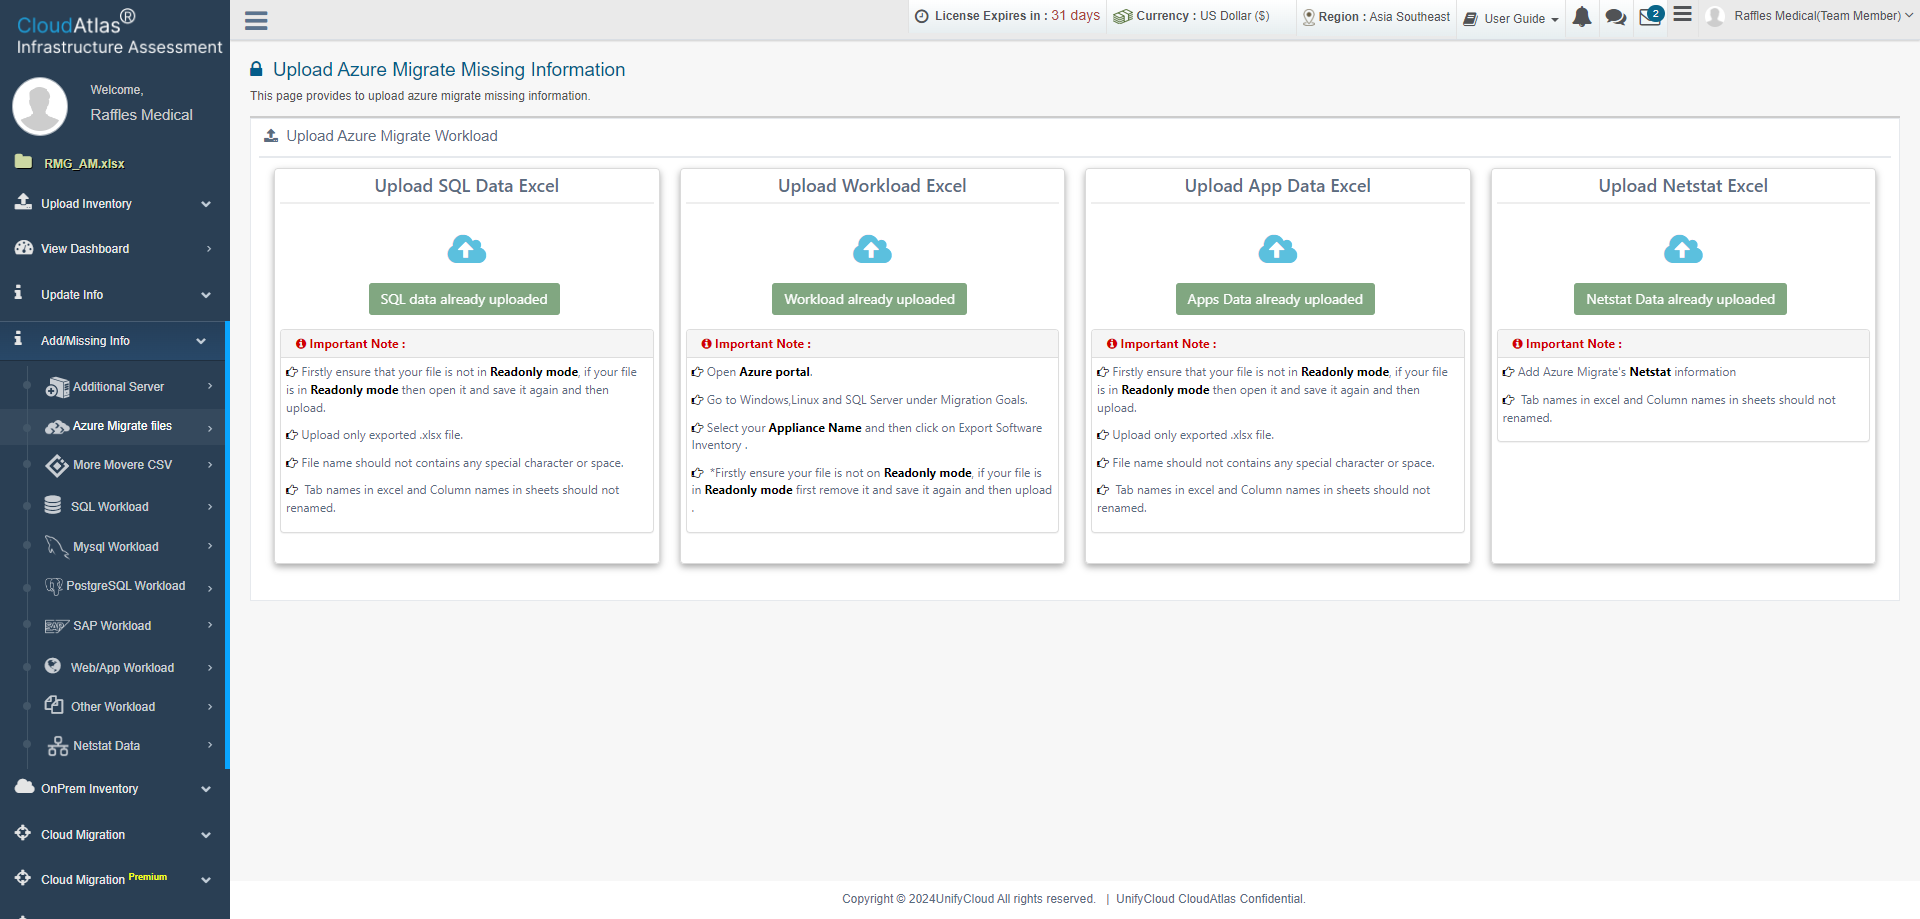 CloudAtlas®
Infrastructure Assessment
Welcome,
Raffles Medical
RMG_AM.xlsx
Upload Inventory
View Dashboard
Update Info
Add/Missing Info
Additional Server
Azure Migrate files
More Movere CSV
SQL Workload
Mysql Workload
PostgreSQL Workload
SAP Workload
Web/App Workload
Other Workload
Netstat Data
OnPrem Inventory
Cloud Migration
Cloud Migration Premium
License Expires in : 31 days
Currency : US Dollar ($)
Region : Asia Southeast
User Guide
2
Raffles Medical(Team Member)
Upload Azure Migrate Missing Information
This page provides to upload azure migrate missing information.
Upload Azure Migrate Workload
Upload SQL Data Excel
SQL data already uploaded
Important Note :
Firstly ensure that your file is not in Readonly mode, if your file
is in Readonly mode then open it and save it again and then
upload.
Upload only exported .xlsx file.
File name should not contains any special character or space.
Tab names in excel and Column names in sheets should not
renamed.
Upload Workload Excel
Workload already uploaded
Important Note :
Open Azure portal.
Go to Windows,Linux and SQL Server under Migration Goals.
Select your Appliance Name and then click on Export Software
Inventory .
*Firstly ensure your file is not on Readonly mode, if your file is
in Readonly mode first remove it and save it again and then upload
.
Upload App Data Excel
Apps Data already uploaded
Important Note :
Firstly ensure that your file is not in Readonly mode, if your file
is in Readonly mode then open it and save it again and then
upload.
Upload only exported .xlsx file.
File name should not contains any special character or space.
Tab names in excel and Column names in sheets should not
renamed.
Upload Netstat Excel
Netstat Data already uploaded
Important Note :
Add Azure Migrate's Netstat information
Tab names in excel and Column names in sheets should not
renamed.
Copyright © 2024UnifyCloud All rights reserved. | UnifyCloud CloudAtlas Confidential.